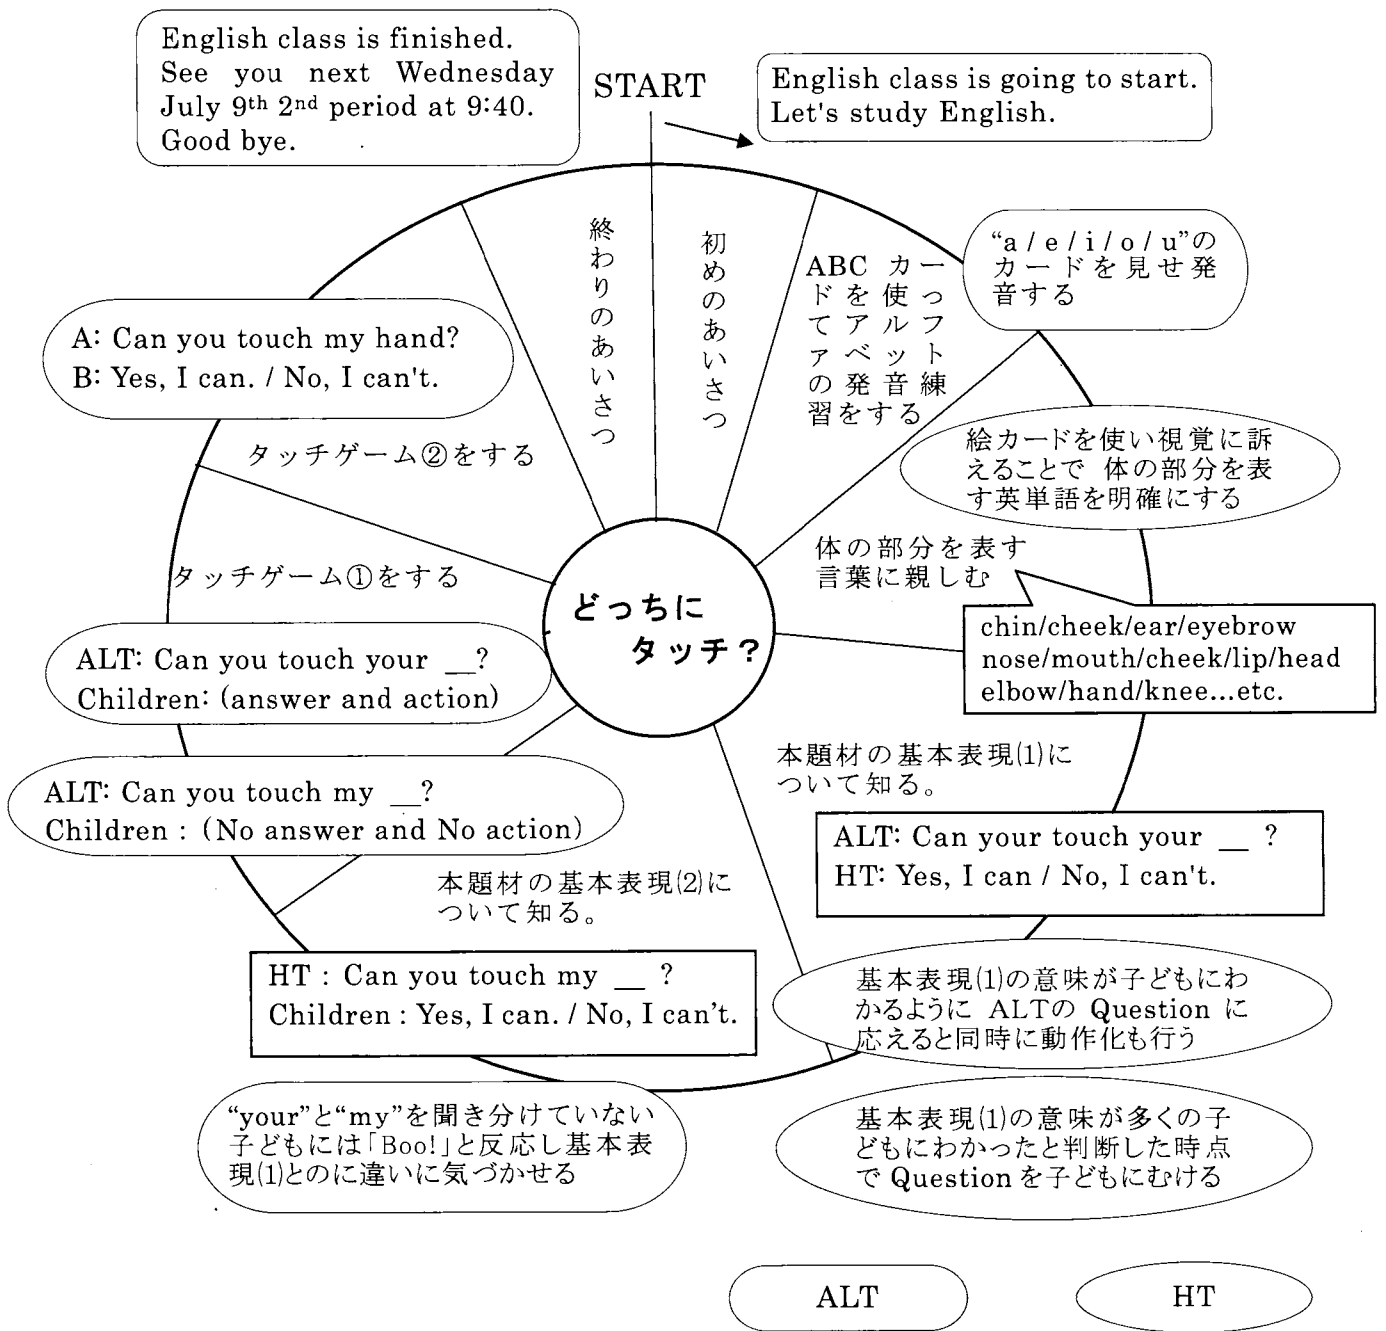 English class is finished.
See you next Wednesday
July 9th 2nd period at 9:40.
Good bye.
START
English class is going to start.
Let's study English.
終わりのあいさつ
初めのあいさつ
ABC カー
ドを使っ
てアルフ
ァベット
の発音練
習をする
“a / e / i / o / u”の
カードを見せ発
音する
A: Can you touch my hand?
B: Yes, I can. / No, I can't.
タッチゲーム②をする
絵カードを使い視覚に訴
えることで 体の部分を表
す英単語を明確にする
体の部分を表す
言葉に親しむ
タッチゲーム①をする
どっちに
タッチ？
chin/cheek/ear/eyebrow
nose/mouth/cheek/lip/head
elbow/hand/knee...etc.
ALT: Can you touch your __?
Children: (answer and action)
本題材の基本表現(1)に
ついて知る。
ALT: Can you touch my __?
Children : (No answer and No action)
ALT: Can your touch your __ ?
HT: Yes, I can / No, I can't.
本題材の基本表現(2)に
ついて知る。
HT : Can you touch my __ ?
Children : Yes, I can. / No, I can't.
基本表現(1)の意味が子どもにわ
かるように ALTの Question に
応えると同時に動作化も行う
“your”と“my”を聞き分けていない
子どもには「Boo!」と反応し基本表
現(1)とのに違いに気づかせる
基本表現(1)の意味が多くの子
どもにわかったと判断した時点
で Questionを子どもにむける
ALT
HT